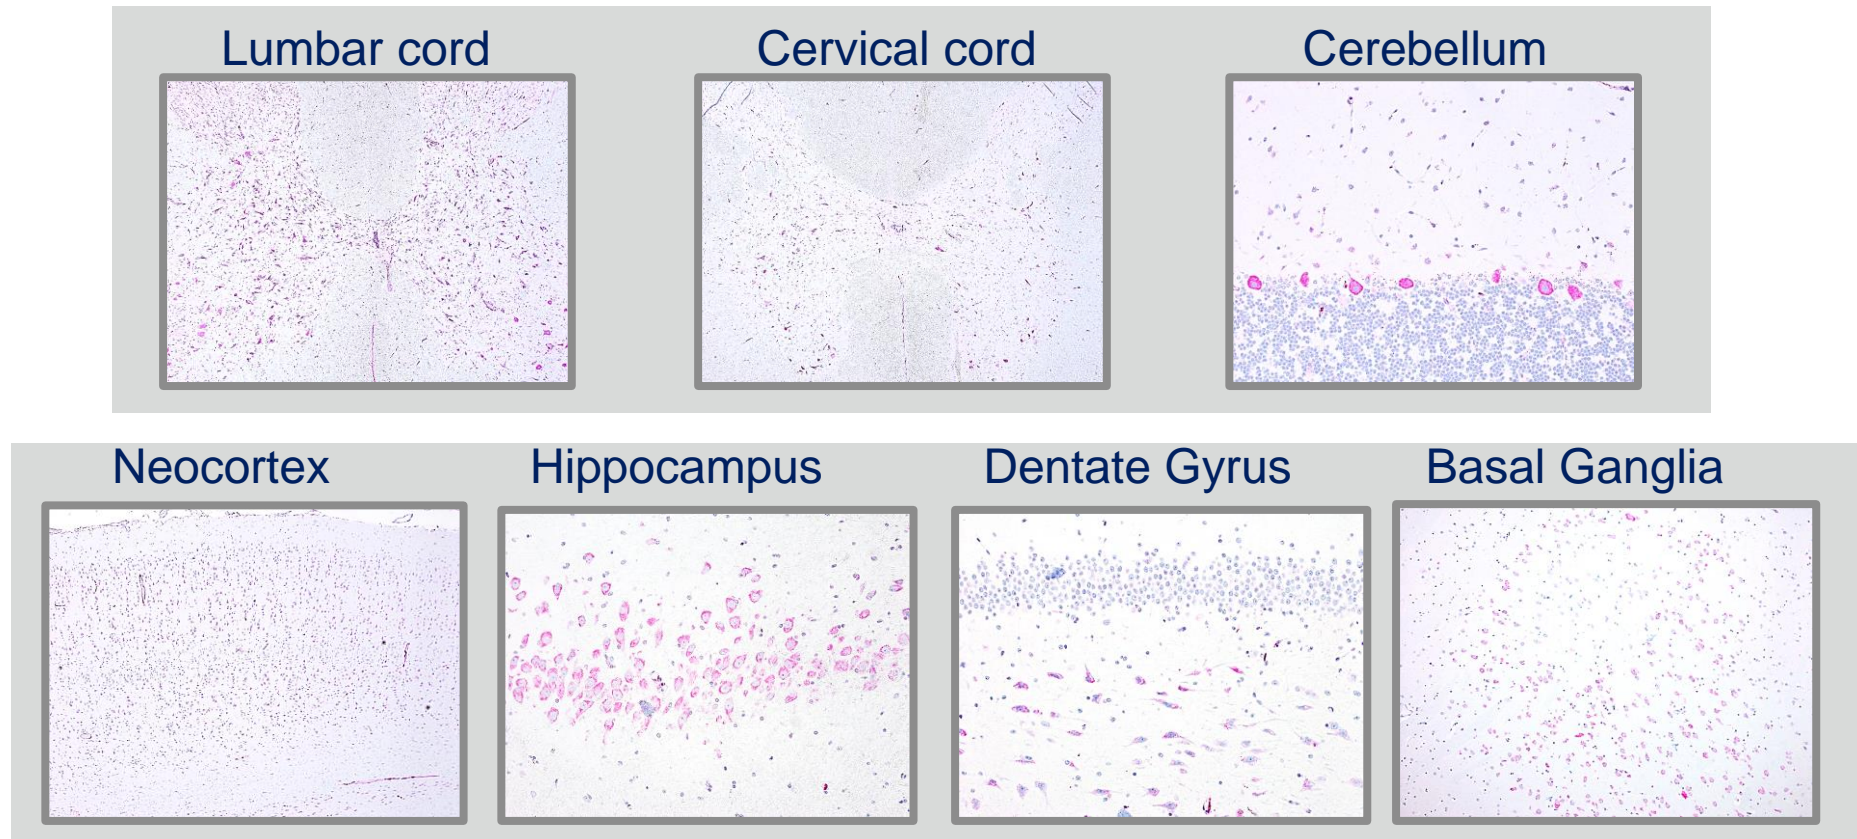 Lumbar cord
Cervical cord
Cerebellum
Neocortex
Hippocampus
Dentate Gyrus
Basal Ganglia